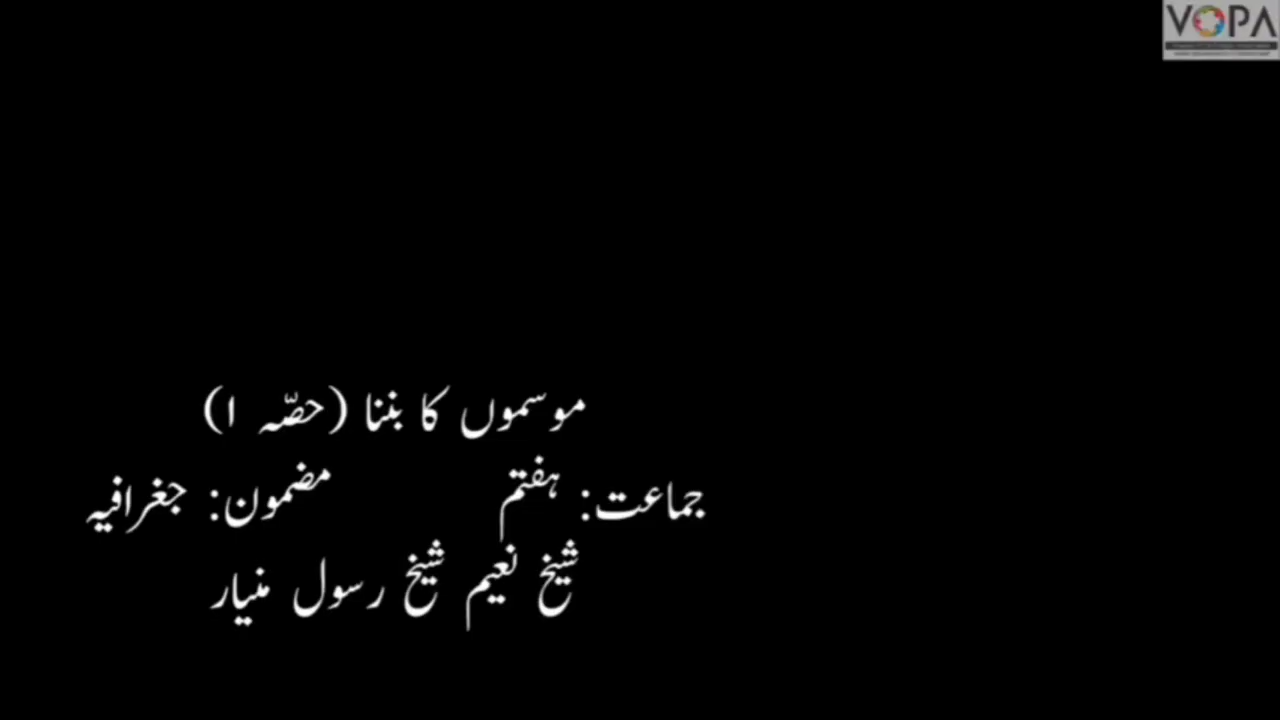 VOPA
موسموں کا بننا (حصّہ ۱)
جماعت: ہفتم مضمون: جغرافیہ
شیخ نعیم شیخ رسول منیار